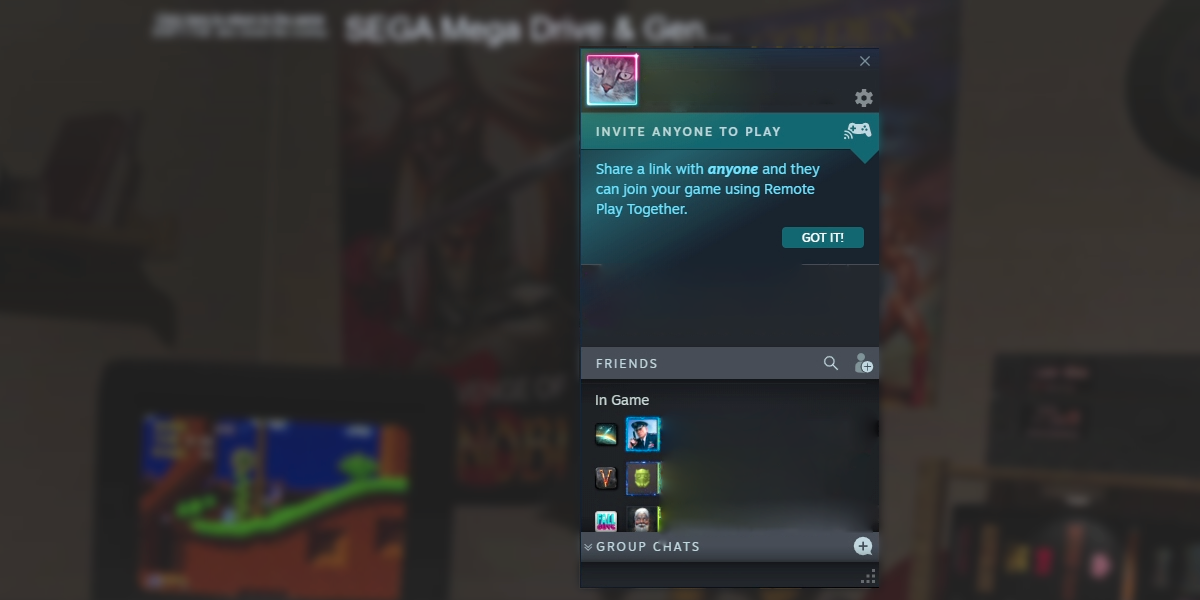 SEGA Mega Drive & Gen...
INVITE ANYONE TO PLAY
Share a link with anyone and they
can join your game using Remote
Play Together.
GOT IT!
FRIENDS
In Game
GROUP CHATS